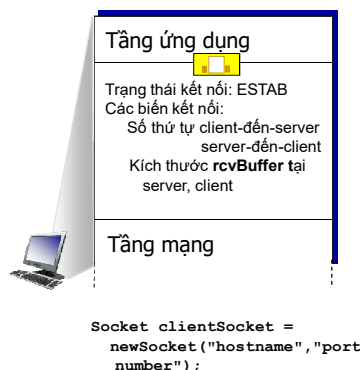 Tầng ứng dụng
Trạng thái kết nối: ESTAB
Các biến kết nối:
Số thứ tự client-đến-server
server-đến-client
Kích thước rcvBuffer tại
server, client
Tầng mạng
Socket clientSocket =
newSocket("hostname","port
number");